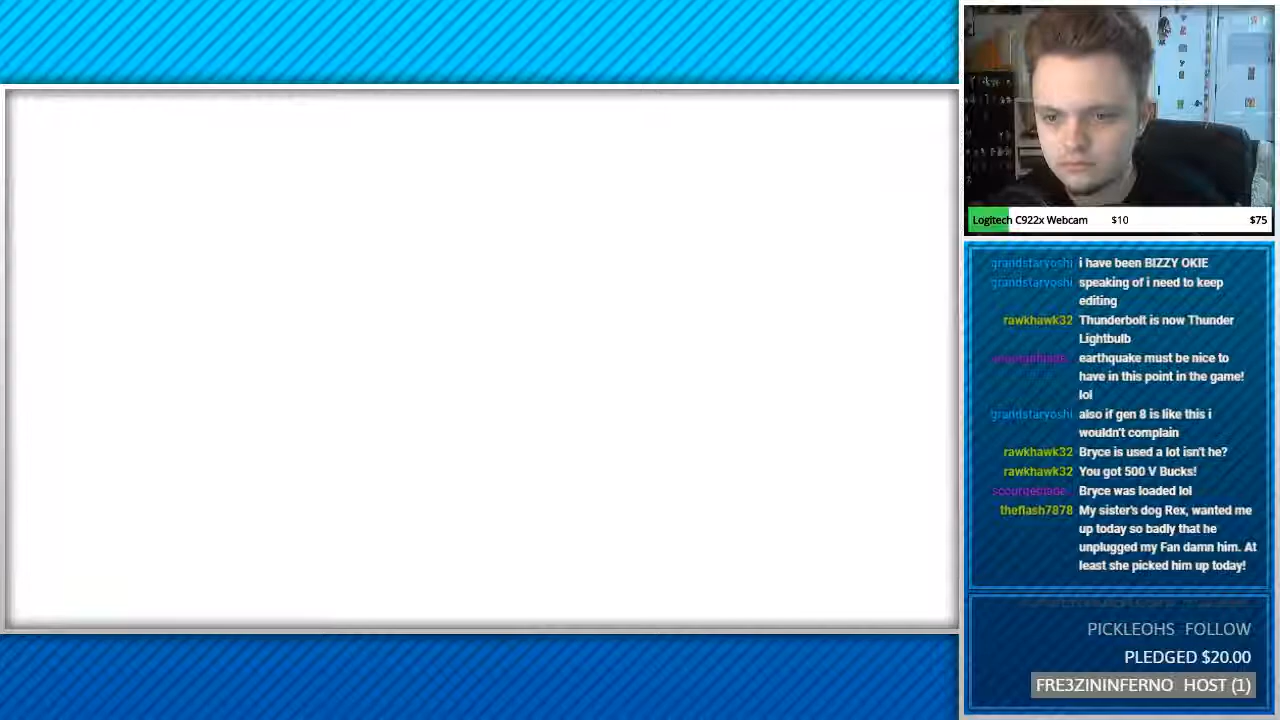 Logitech C922x Webcam $10 $75
grandstaryoshi i have been BIZZY OKIE
grandstaryoshi speaking of i need to keep
editing
rawkhawk32 Thunderbolt is now Thunder
Lightbulb
earthquake must be nice to
have in this point in the game!
lol
grandstaryoshi also if gen 8 is like this i
wouldn't complain
rawkhawk32 Bryce is used a lot isn't he?
rawkhawk32 You got 500 V Bucks!
Bryce was loaded lol
theflash7878 My sister's dog Rex, wanted me
up today so badly that he
unplugged my Fan damn him. At
least she picked him up today!
PICKLEOHS FOLLOW
PLEDGED $20.00
FRE3ZININFERNO HOST (1)